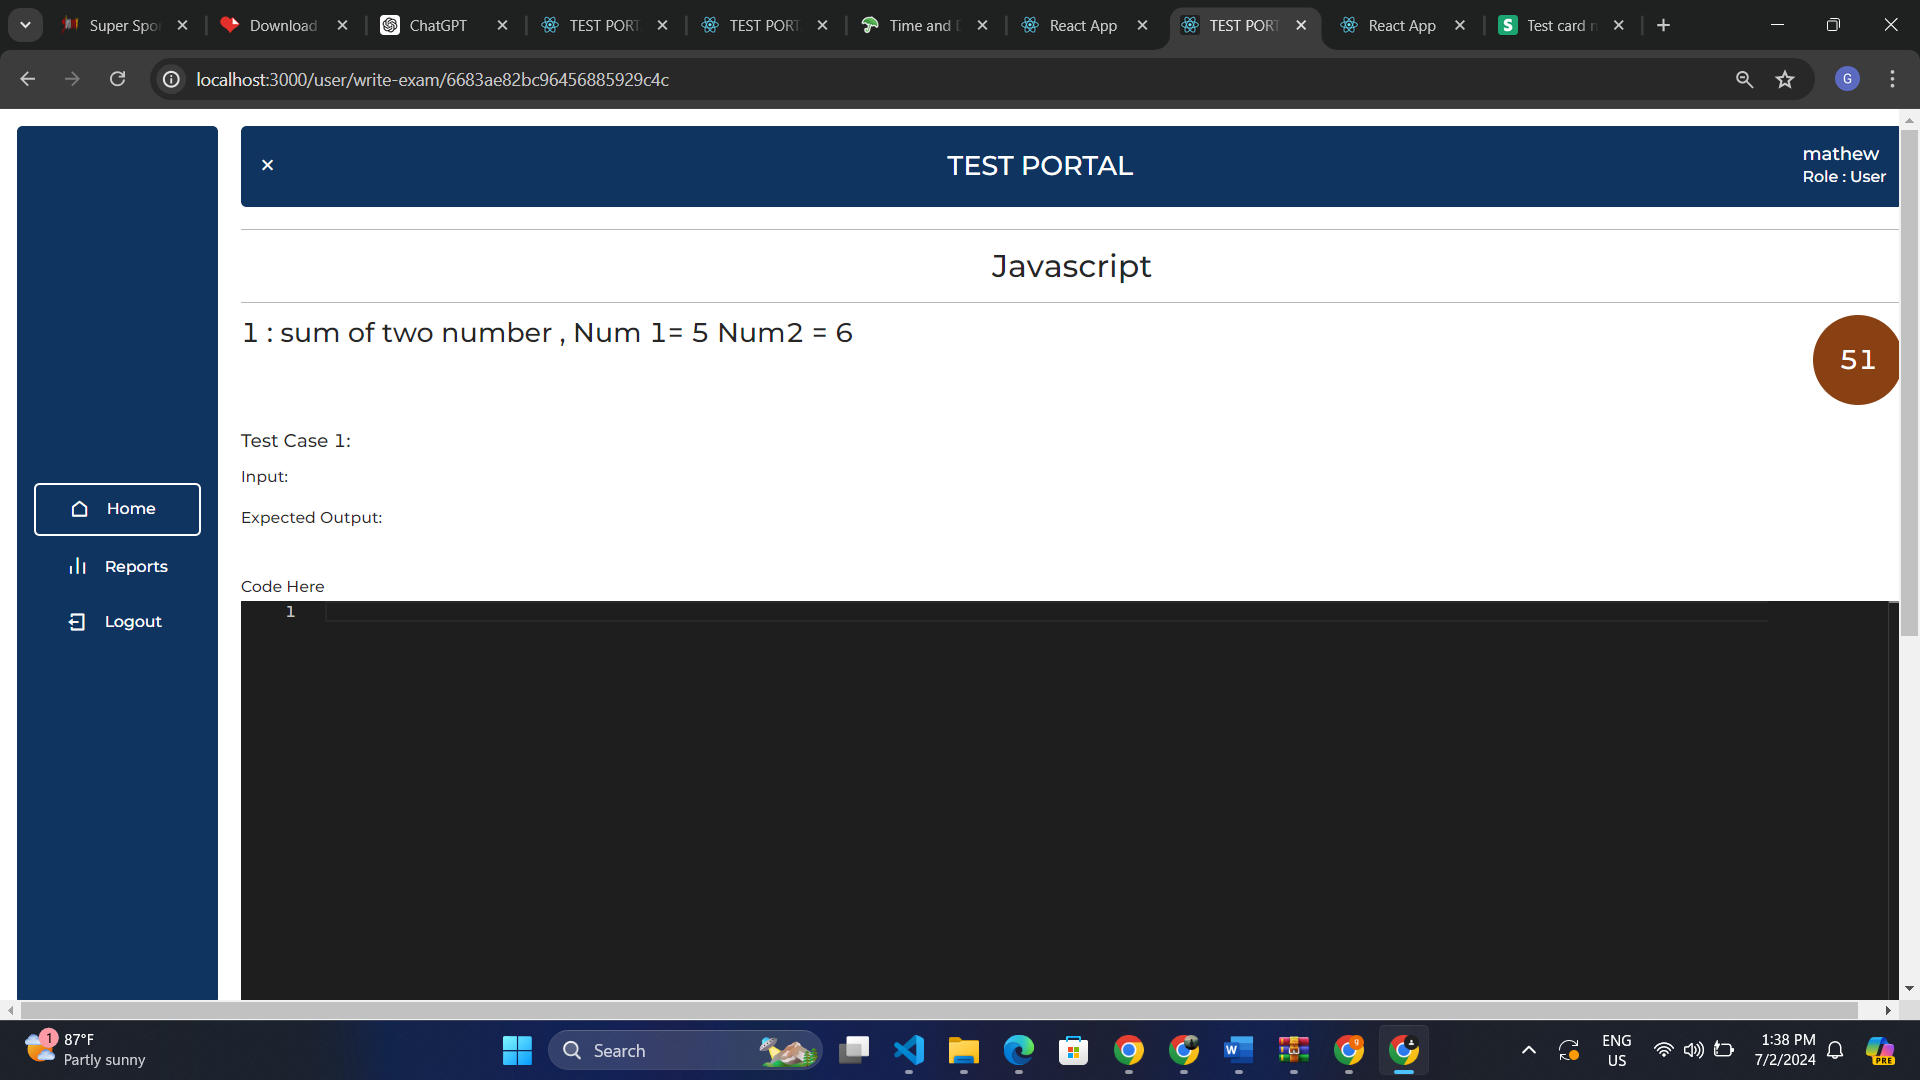 Super Spo
Download
ChatGPT
TEST PORT
TEST PORT
Time and D
React App
TEST PORT
React App
Test card n
localhost:3000/user/write-exam/6683ae82bc96456885929c4c
G
TEST PORTAL
mathew
Role : User
Javascript
1 : sum of two number , Num 1= 5 Num2 = 6
51
Test Case 1:
Input:
Expected Output:
Home
Reports
Logout
Code Here
1
1
87°F
Partly sunny
Search
ENG
US
1:38 PM
7/2/2024
PRE